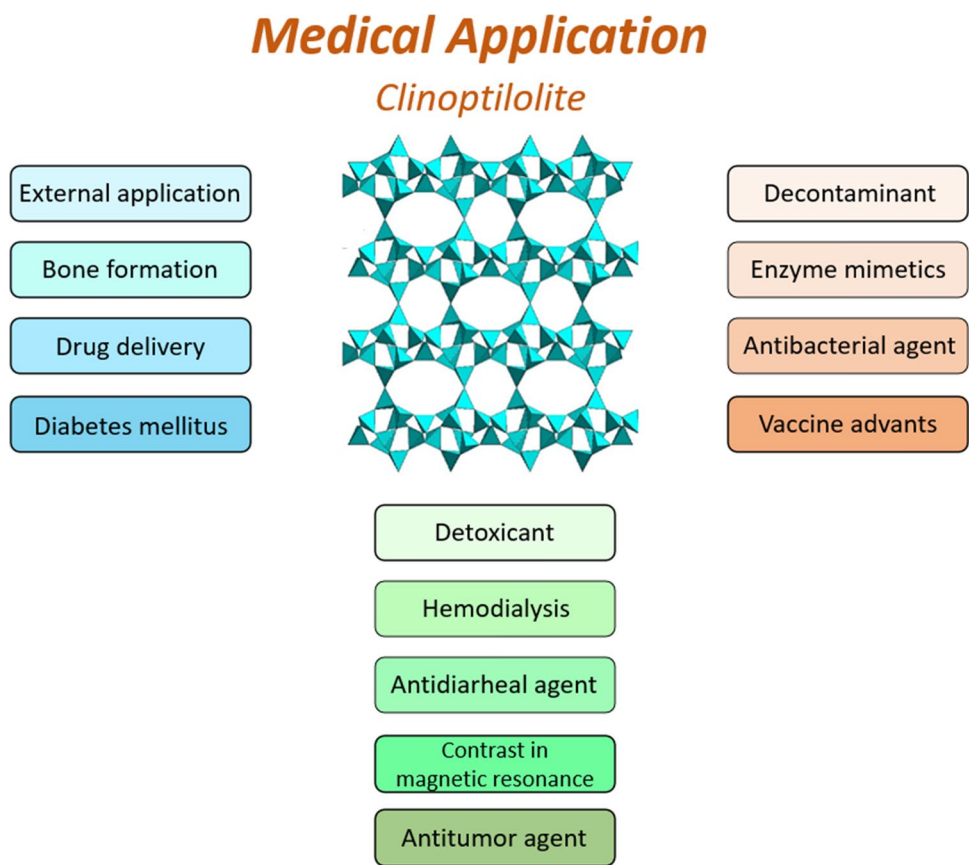 Medical Application
Clinoptilolite
External application
Bone formation
Drug delivery
Diabetes mellitus
Decontaminant
Enzyme mimetics
Antibacterial agent
Vaccine advants
Detoxicant
Hemodialysis
Antidiarheal agent
Contrast in
magnetic resonance
Antitumor agent